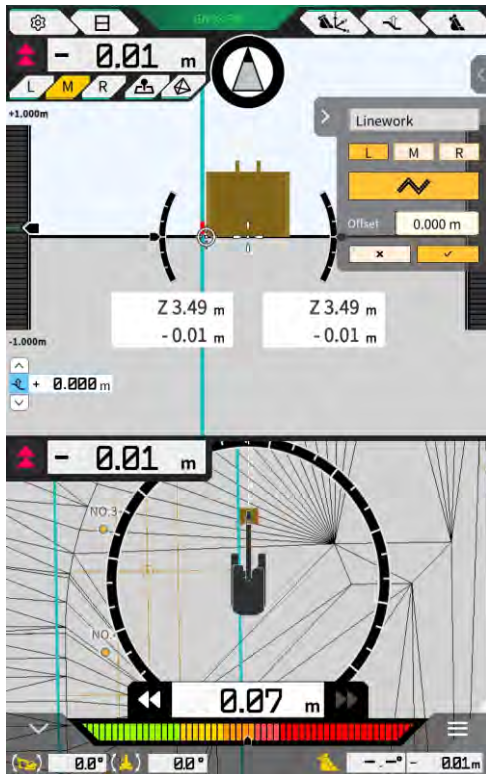 - 0.01 m
L M R
+1.000m
Linework
L M R
Offset 0.000 m
Z 3.49 m
- 0.01 m
Z 3.49 m
- 0.01 m
-1.000m
+ 0.000 m
- 0.01 m
NO.3
NO.
0.07 m
0.0° 0.0° -.-° - 0.01m